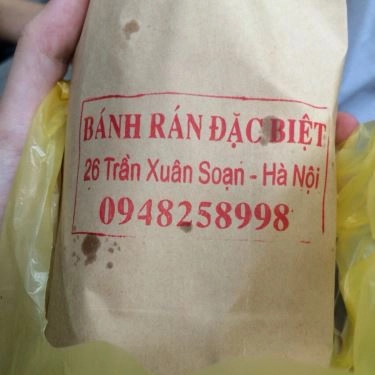 BÁNH RÁN ĐẶC BIỆT
26 Trần Xuân Soạn - Hà Nội
0948258998